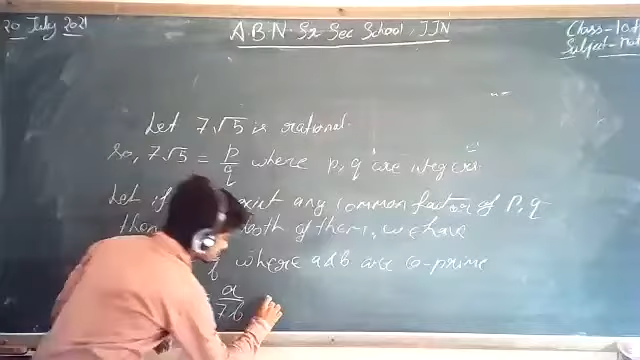 20 July 2021
A B N. Sr. Sec School, JJN
Class-10th
Subject-Mat
Let 7√5 is rational.
So, 7√5 = p/q where p, q are integers.
Let if exist any common factor of P, q
then both of them, we have
b where a & b are co-prime
a/7b